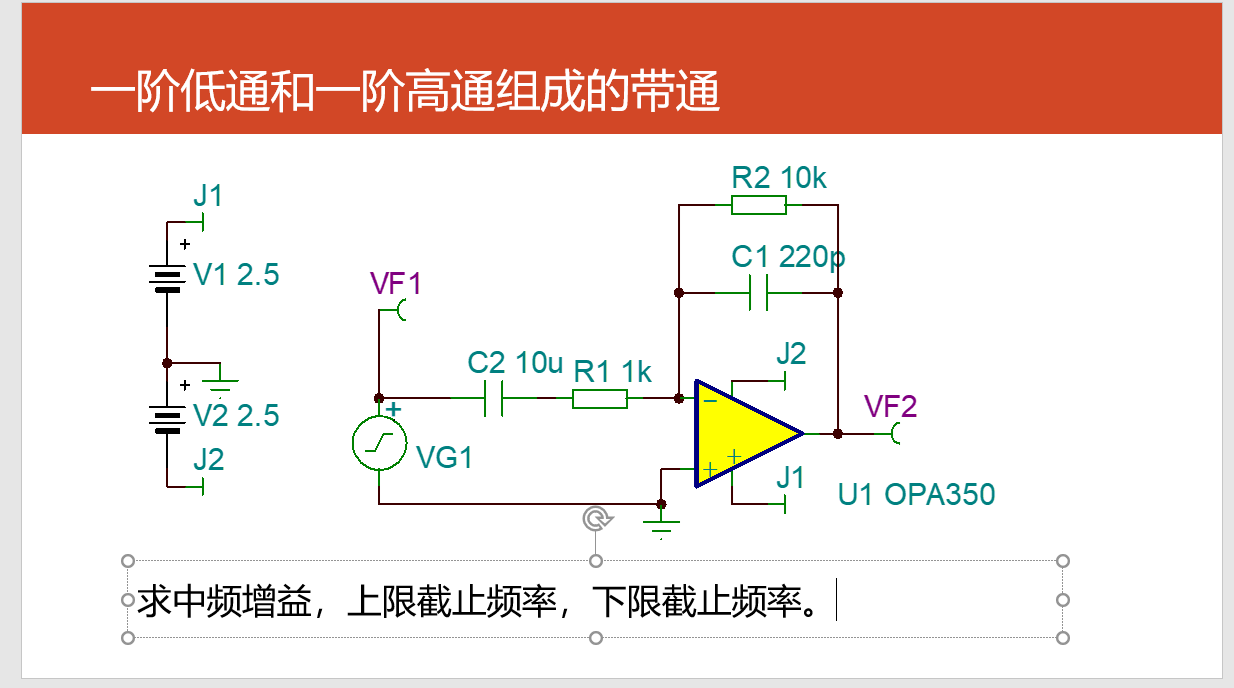 一阶低通和一阶高通组成的带通
J1
+
V1 2.5
+
V2 2.5
J2
VF1
+
VG1
C2 10u
R1 1k
R2 10k
C1 220p
J2
−
+
+
J1
VF2
U1 OPA350
求中频增益，上限截止频率，下限截止频率。